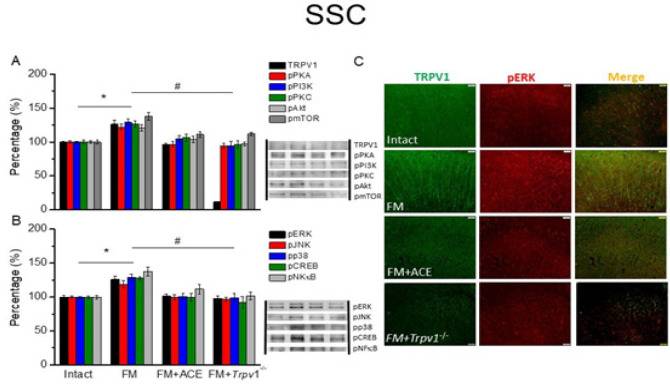 SSC
A
Percentage (%)
200
150
100
50
0
*
#
TRPV1
pPKA
pPI3K
pPKC
pAkt
pmTOR
TRPV1
pPKA
pPI3K
pPKC
pAkt
pmTOR
B
Percentage (%)
200
150
100
50
0
*
#
pERK
pJNK
pp38
pCREB
pNKκB
pERK
pJNK
pp38
pCREB
pNFκB
Intact FM FM+ACE FM+Trpv1-/-
C
TRPV1 pERK Merge
Intact
FM
FM+ACE
FM+Trpv1-/-